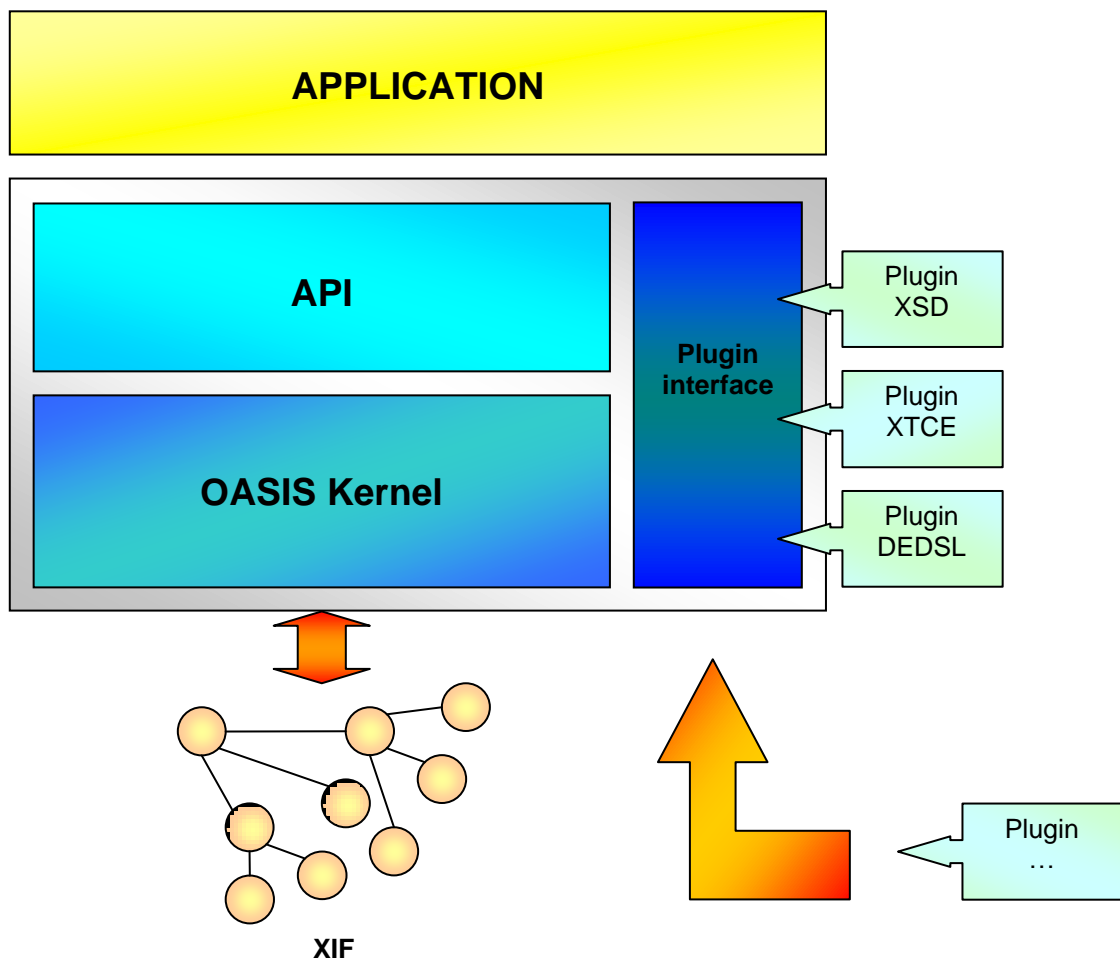 APPLICATION
API
Plugin
interface
OASIS Kernel
Plugin
XSD
Plugin
XTCE
Plugin
DEDSL
Plugin
…
XIF